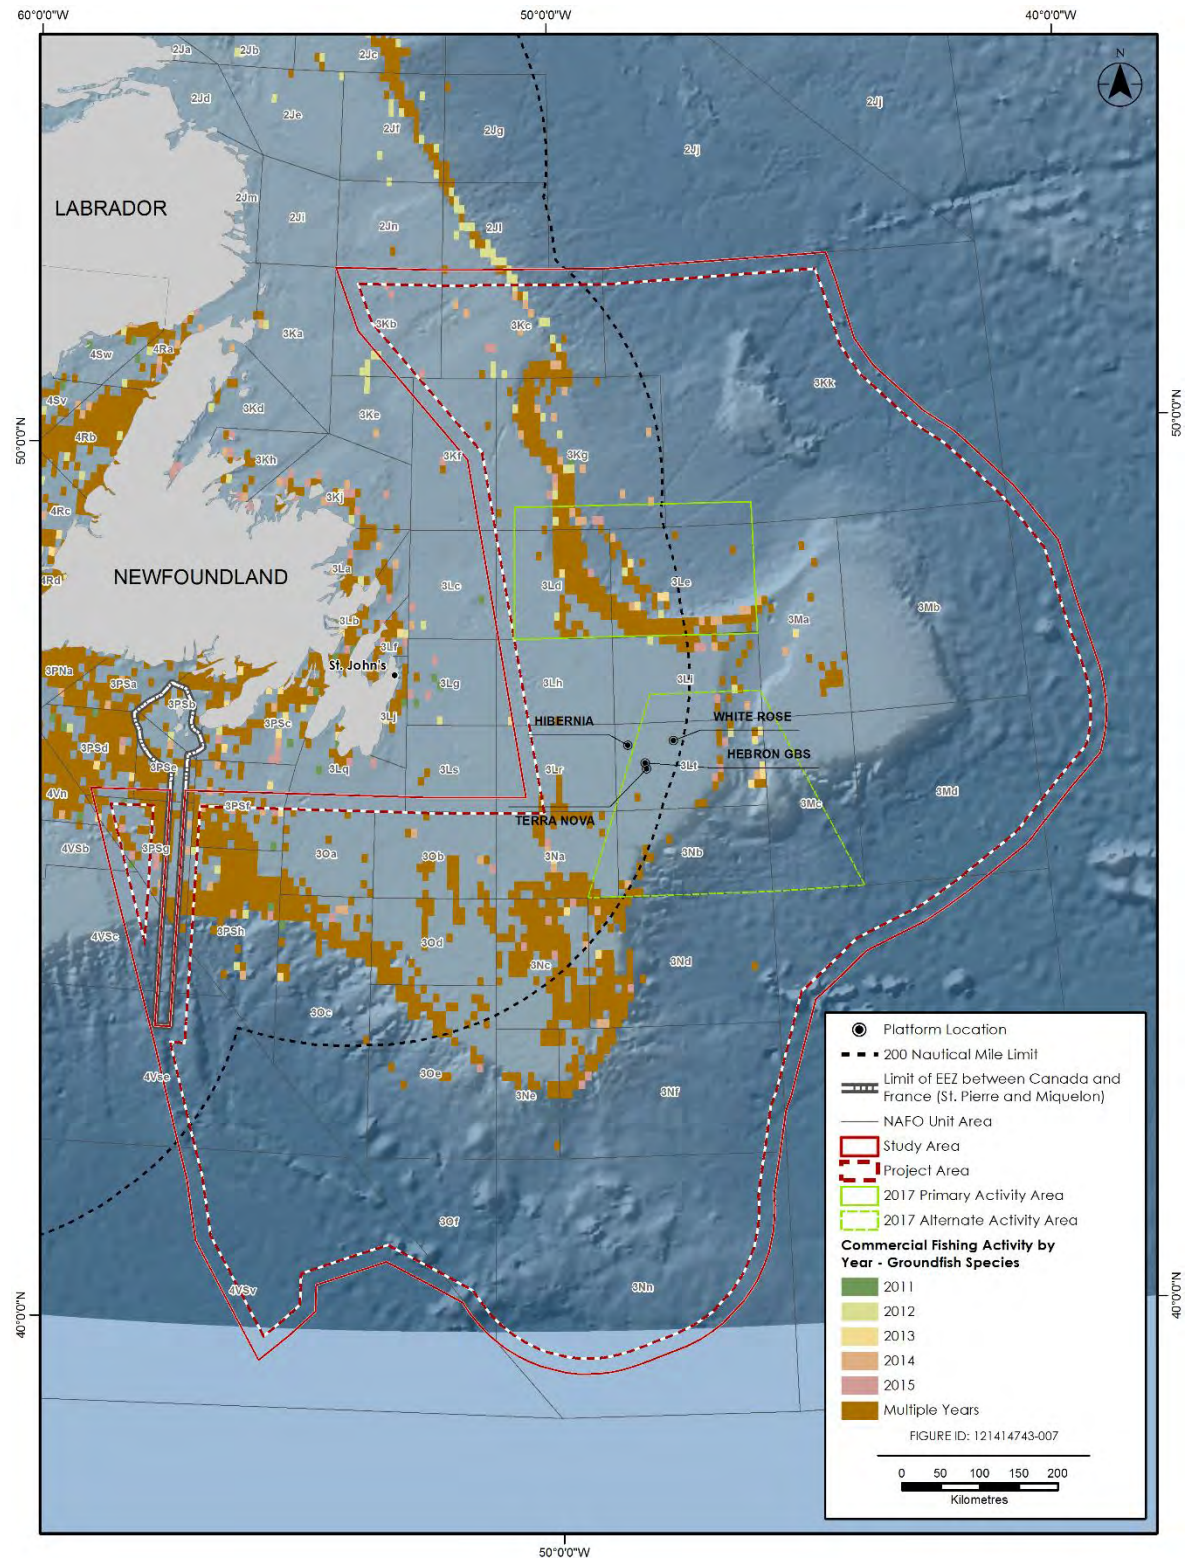 60°0'0"W
50°0'0"W
40°0'0"W
N
2Ja
2Jb
2Jc
2Jd
2Je
2Jf
2Jg
2Jj
2Jj
LABRADOR
2Jm
2Ji
2Jn
2Jl
3Ka
3Kb
3Kc
3Kk
4Sw
4Ra
4Sv
3Kd
3Ke
50°0'0"N
50°0'0"N
4Rb
3Kh
3Kf
3Kg
4Rc
3Kj
NEWFOUNDLAND
4Rd
3La
3Lc
3Ld
3Le
3Mb
3Lb
3Ma
3Lf
St. John's
3PNa
3PSa
3PSb
3Lg
3Lh
3Li
3PSc
3Lj
HIBERNIA
WHITE ROSE
3PSd
3PSe
3Lq
3Ls
3Lr
3Lt
HEBRON GBS
4Vn
3PSf
3Mc
3Md
TERRA NOVA
4VSb
3PSg
3Oa
3Ob
3Na
3Nb
4VSc
3PSh
3Od
3Nc
3Nd
3Oc
4Vse
3Oe
3Ne
3Nf
3Of
4VSv
3Nn
40°0'0"N
40°0'0"N
Platform Location
200 Nautical Mile Limit
Limit of EEZ between Canada and
France (St. Pierre and Miquelon)
NAFO Unit Area
Study Area
Project Area
2017 Primary Activity Area
2017 Alternate Activity Area
Commercial Fishing Activity by
Year - Groundfish Species
2011
2012
2013
2014
2015
Multiple Years
FIGURE ID: 121414743-007
0 50 100 150 200
Kilometres
50°0'0"W